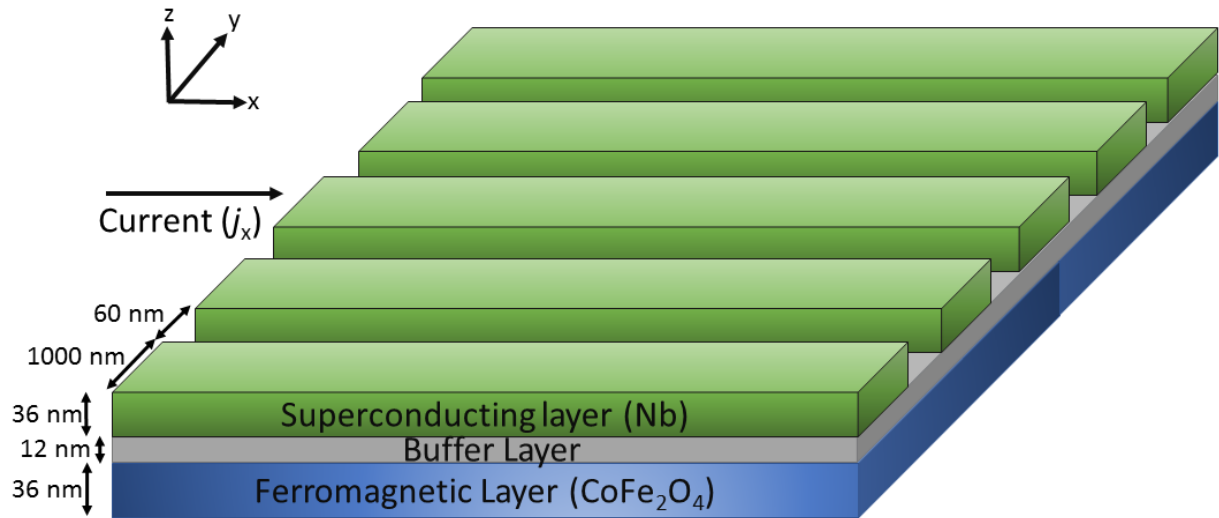 z
y
x
Current (jₓ)
60 nm
1000 nm
36 nm
Superconducting layer (Nb)
12 nm
Buffer Layer
36 nm
Ferromagnetic Layer (CoFe₂O₄)